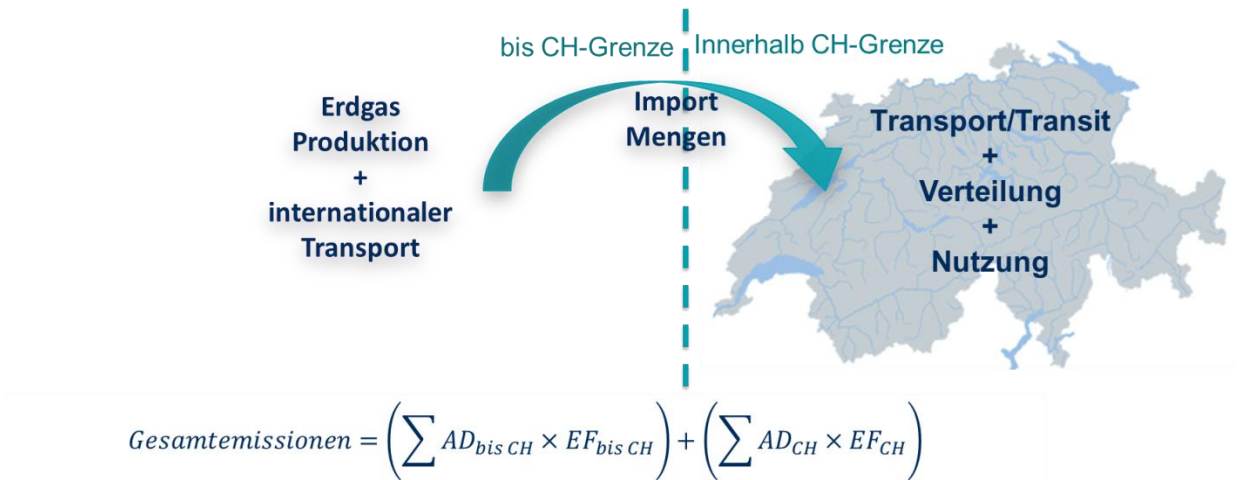 bis CH-Grenze
Innerhalb CH-Grenze
Erdgas
Produktion
+
internationaler
Transport
Import
Mengen
Transport/Transit
+
Verteilung
+
Nutzung
Gesamtemissionen = (∑ AD_bis CH × EF_bis CH) + (∑ AD_CH × EF_CH)